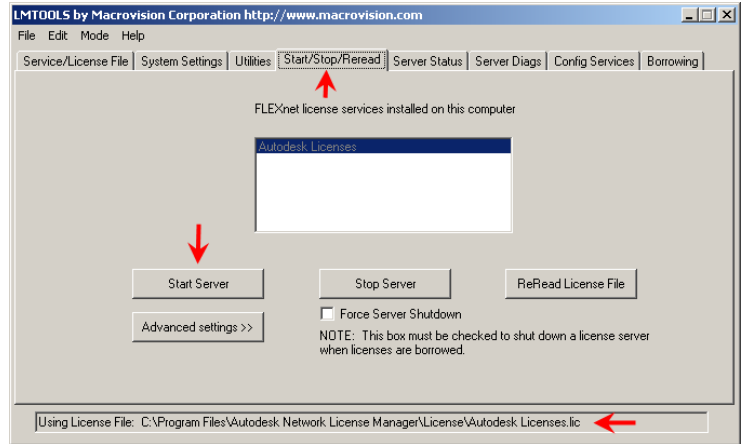 LMTOOLS by Macrovision Corporation http://www.macrovision.com
File Edit Mode Help
Service/License File System Settings Utilities Start/Stop/Reread Server Status Server Diags Config Services Borrowing
FLEXnet license services installed on this computer
Autodesk Licenses
Start Server Stop Server ReRead License File
Advanced settings >> Force Server Shutdown
NOTE: This box must be checked to shut down a license server
when licenses are borrowed.
Using License File: C:\Program Files\Autodesk Network License Manager\License\Autodesk Licenses.lic